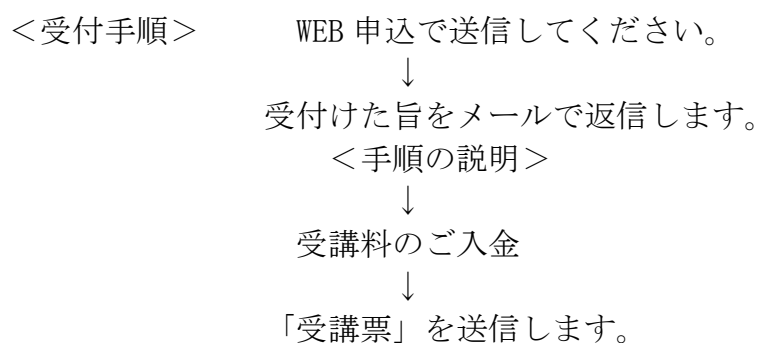 <受付手順> WEB 申込で送信してください。
↓
受付けた旨をメールで返信します。
<手順の説明>
↓
受講料のご入金
↓
「受講票」を送信します。